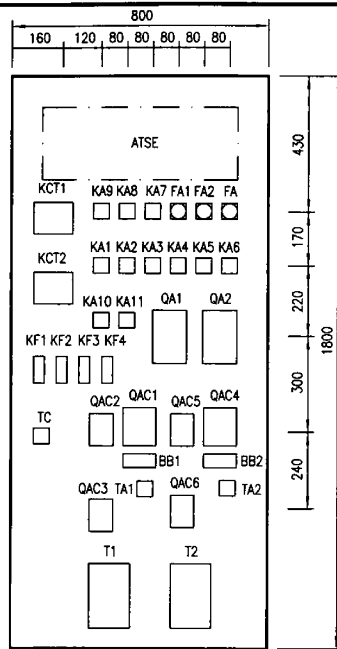 800
160 120 80 80 80 80 80
ATSE
430
KCT1 KA9 KA8 KA7 FA1 FA2 FA
170
KCT2 KA1 KA2 KA3 KA4 KA5 KA6
KA10 KA11 QA1 QA2
220
1800
KF1 KF2 KF3 KF4
300
TC QAC2 QAC1 QAC5 QAC4
BB1 BB2
240
QAC3 TA1 QAC6 TA2
T1 T2